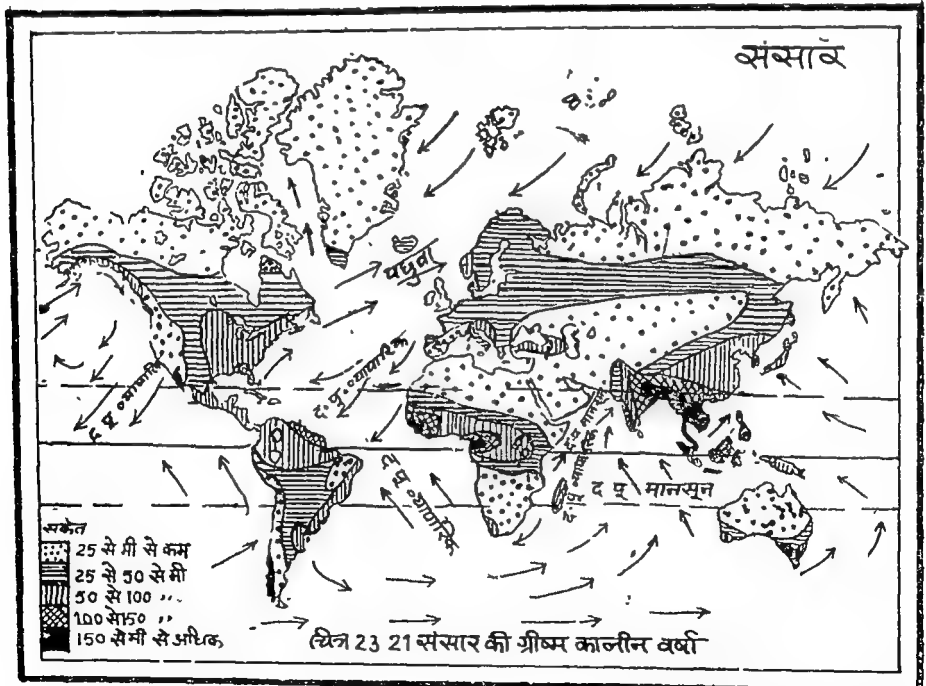 संसार
पछुवा
द पू व्यापारिक
द. पू. व्यापारिक
द पू व्यापारिक
द पू मानसून
संकेत
25 से मी से कम
25 से 50 से मी
50 से 100 ,,
100 से 150 ,,
150 से मी से अधिक
चित्र 23 21 संसार की ग्रीष्म कालीन वर्षा